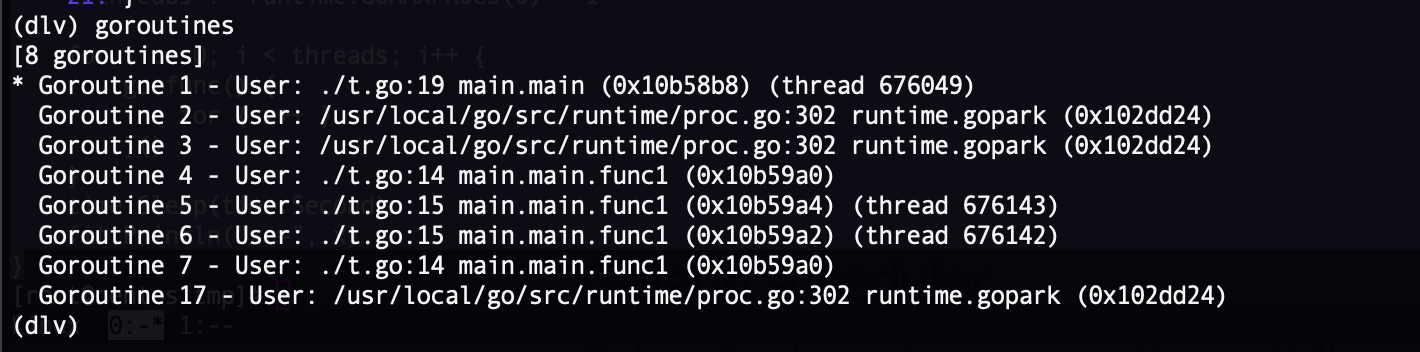 (dlv) goroutines
[8 goroutines]
* Goroutine 1 - User: ./t.go:19 main.main (0x10b58b8) (thread 676049)
Goroutine 2 - User: /usr/local/go/src/runtime/proc.go:302 runtime.gopark (0x102dd24)
Goroutine 3 - User: /usr/local/go/src/runtime/proc.go:302 runtime.gopark (0x102dd24)
Goroutine 4 - User: ./t.go:14 main.main.func1 (0x10b59a0)
Goroutine 5 - User: ./t.go:15 main.main.func1 (0x10b59a4) (thread 676143)
Goroutine 6 - User: ./t.go:15 main.main.func1 (0x10b59a2) (thread 676142)
Goroutine 7 - User: ./t.go:14 main.main.func1 (0x10b59a0)
Goroutine 17 - User: /usr/local/go/src/runtime/proc.go:302 runtime.gopark (0x102dd24)
(dlv) 0:-* 1:--